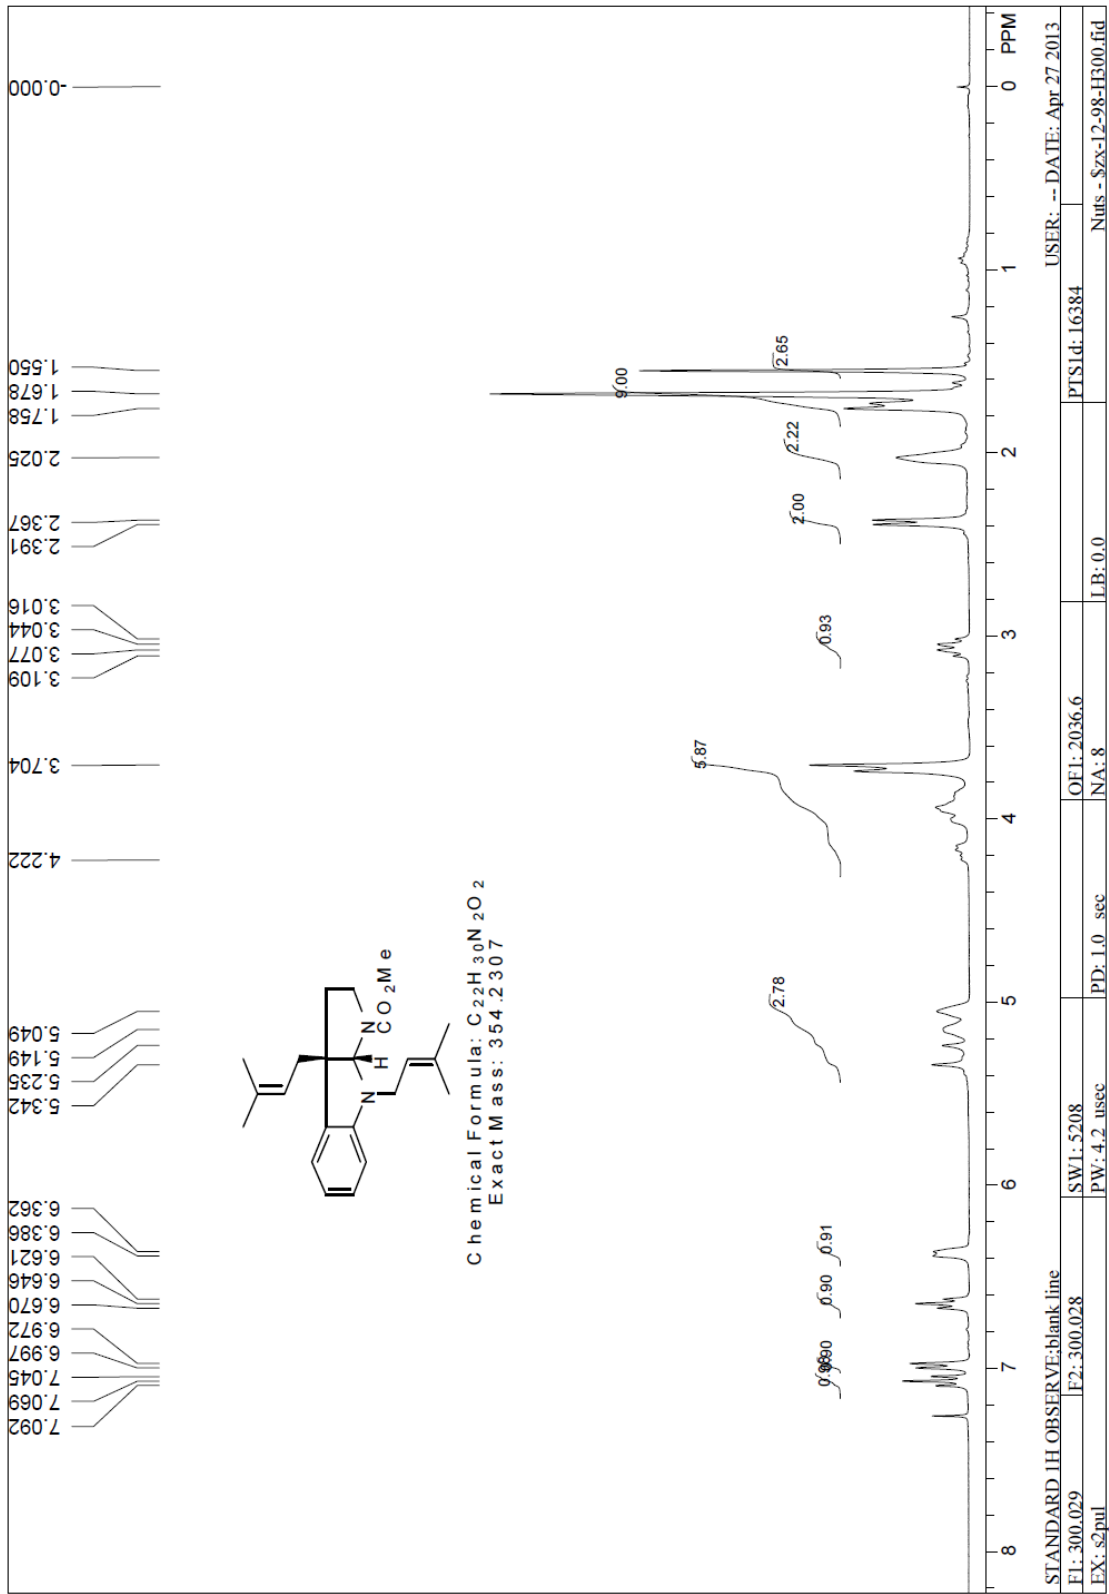 7.092
7.069
7.045
6.997
6.972
6.670
6.646
6.621
6.386
6.362
5.342
5.235
5.149
5.049
4.222
3.704
3.109
3.077
3.044
3.016
2.391
2.367
2.025
1.758
1.678
1.550
-0.000
N
N
H
CO2Me
Chemical Formula: C22H30N2O2
Exact Mass: 354.2307
0.98
0.90
0.90
0.91
2.78
5.87
0.93
2.00
2.22
9.00
2.65
8
7
6
5
4
3
2
1
0
PPM
STANDARD 1H OBSERVE:blank line
USER: -- DATE: Apr 27 2013
F1: 300.029
F2: 300.028
SW1: 5208
OF1: 2036.6
PTS1d: 16384
EX: s2pul
PW: 4.2 usec
PD: 1.0 sec
NA: 8
LB: 0.0
Nuts - $zx-12-98-H300.fid